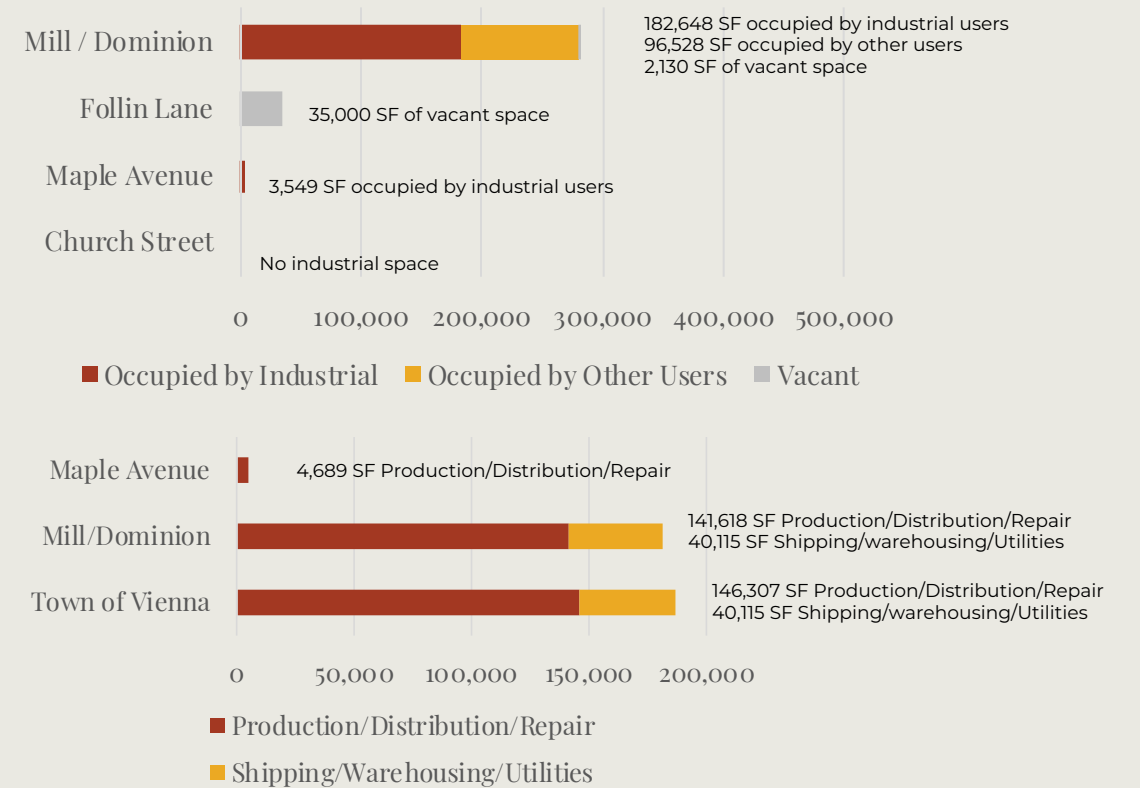 Mill / Dominion
182,648 SF occupied by industrial users
96,528 SF occupied by other users
2,130 SF of vacant space
Follin Lane
35,000 SF of vacant space
Maple Avenue
3,549 SF occupied by industrial users
Church Street
No industrial space
0 100,000 200,000 300,000 400,000 500,000
Occupied by Industrial Occupied by Other Users Vacant
Maple Avenue
4,689 SF Production/Distribution/Repair
Mill/Dominion
141,618 SF Production/Distribution/Repair
40,115 SF Shipping/warehousing/Utilities
Town of Vienna
146,307 SF Production/Distribution/Repair
40,115 SF Shipping/warehousing/Utilities
0 50,000 100,000 150,000 200,000
Production/Distribution/Repair
Shipping/Warehousing/Utilities